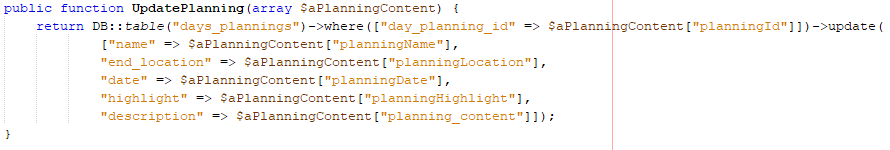 public function UpdatePlanning(array $aPlanningContent) {
    return DB::table("days_plannings")->where(["day_planning_id" => $aPlanningContent["planningId"]])->update(
            ["name" => $aPlanningContent["planningName"],
            "end_location" => $aPlanningContent["planningLocation"],
            "date" => $aPlanningContent["planningDate"],
            "highlight" => $aPlanningContent["planningHighlight"],
            "description" => $aPlanningContent["planning_content"]]);
}